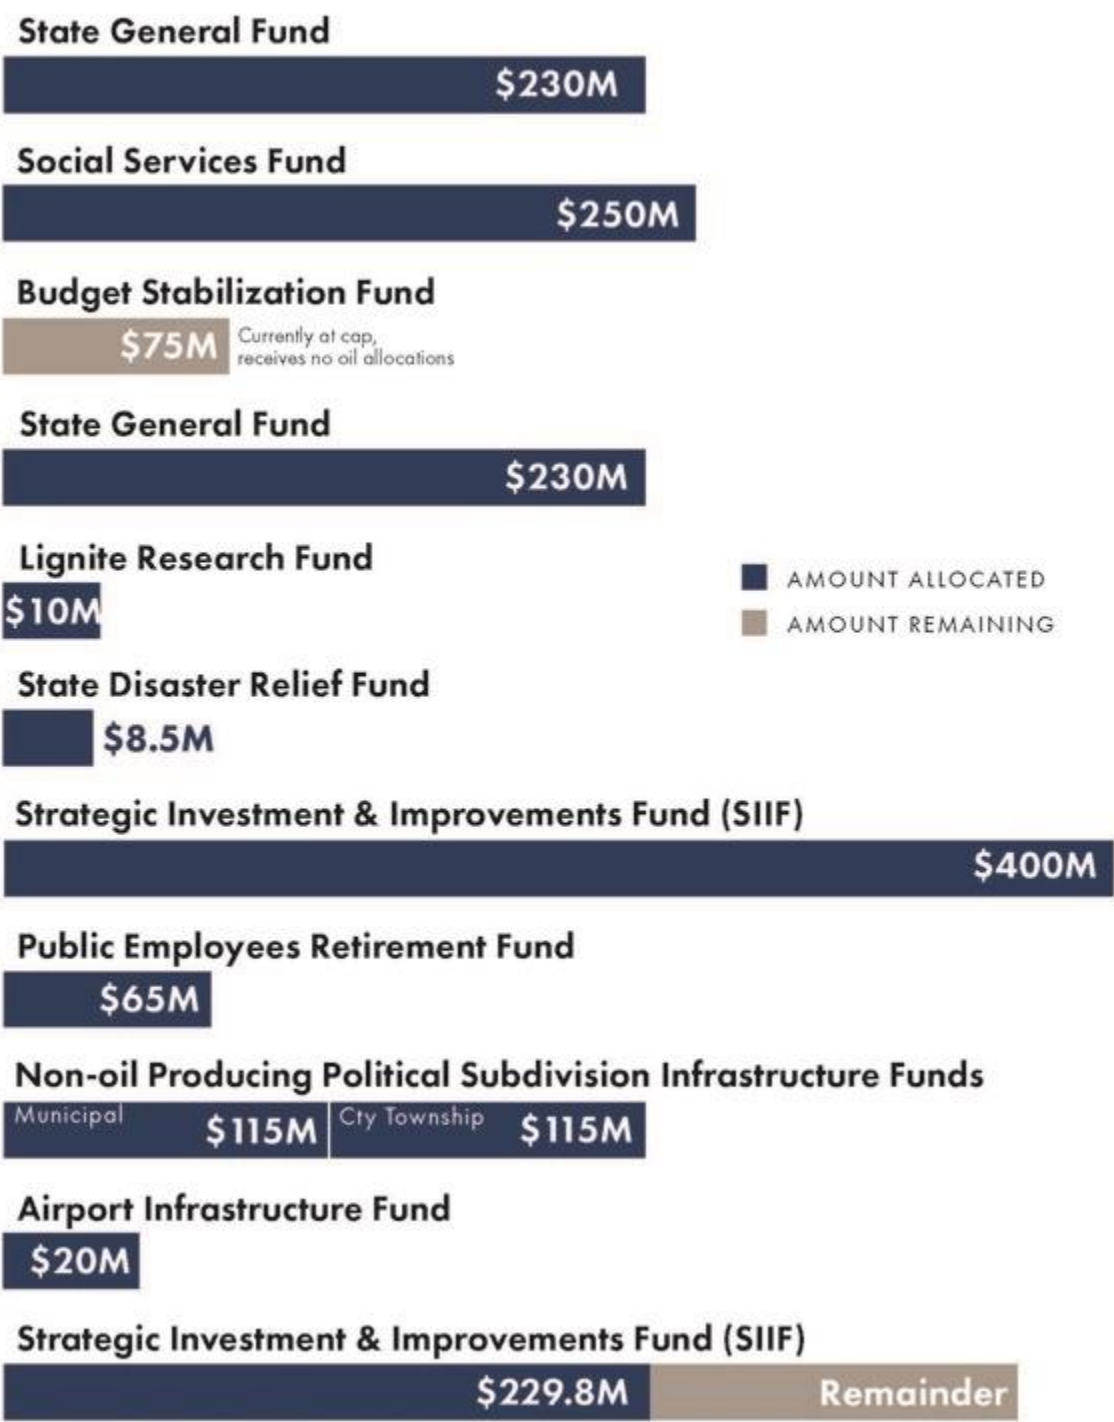 State General Fund
$230M
Social Services Fund
$250M
Budget Stabilization Fund
$75M
Currently at cap,
receives no oil allocations
State General Fund
$230M
Lignite Research Fund
$10M
AMOUNT ALLOCATED
AMOUNT REMAINING
State Disaster Relief Fund
$8.5M
Strategic Investment & Improvements Fund (SIIF)
$400M
Public Employees Retirement Fund
$65M
Non-oil Producing Political Subdivision Infrastructure Funds
Municipal $115M Cty Township $115M
Airport Infrastructure Fund
$20M
Strategic Investment & Improvements Fund (SIIF)
$229.8M Remainder